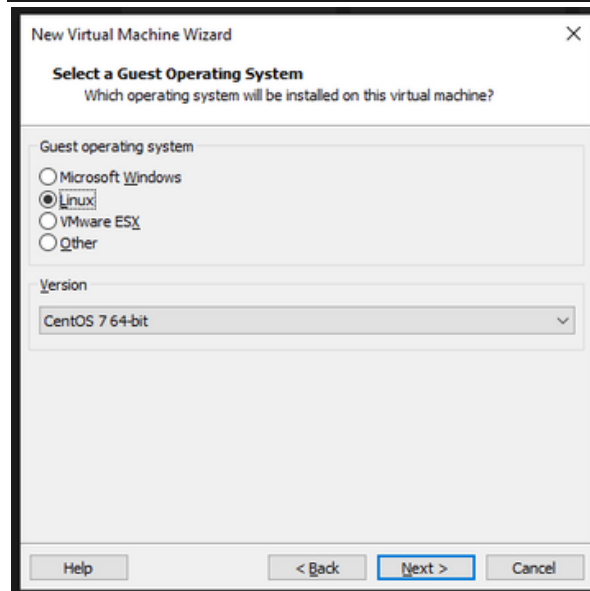 New Virtual Machine Wizard
Select a Guest Operating System
Which operating system will be installed on this virtual machine?
Guest operating system
Microsoft Windows
Linux
VMware ESX
Other
Version
CentOS 7 64-bit
Help
< Back
Next >
Cancel